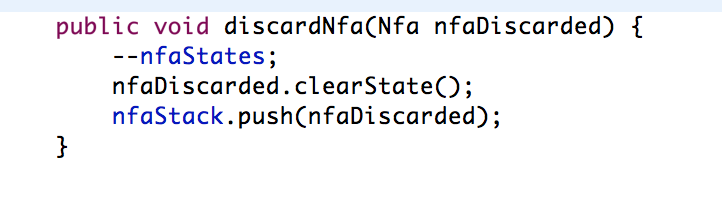 public void discardNfa(Nfa nfaDiscarded) {
    --nfaStates;
    nfaDiscarded.clearState();
    nfaStack.push(nfaDiscarded);
}